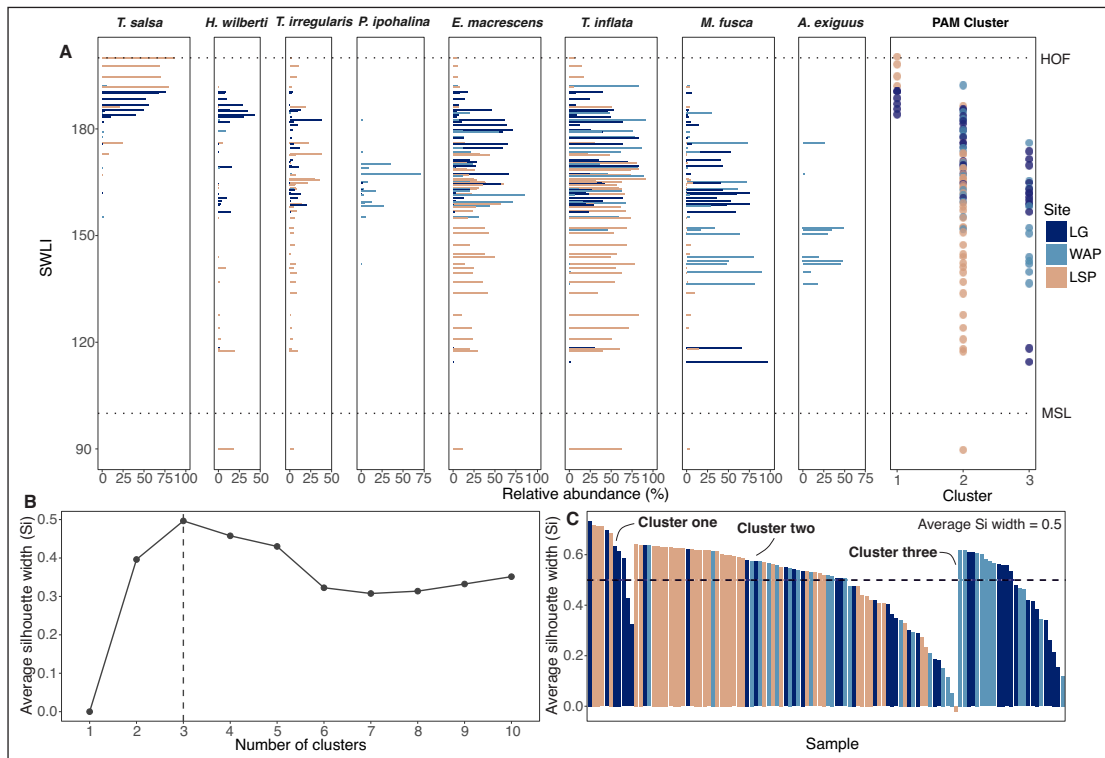 T. salsa H. wilberti T. irregularis P. ipohalina E. macrescens T. inflata M. fusca A. exiguus PAM Cluster
A
HOF
180
Site
LG
150
WAP
SWLI
LSP
120
MSL
90
0 25 50 75 0 25 50 0 25 50 0 25 50 75 0 25 50 75 100 0 25 50 75 100 0 25 50 75 100 0 25 50 75 1 2 3
Relative abundance (%)
Cluster
B
0.5
0.4
0.3
0.2
0.1
0.0
Average silhouette width (Si)
1 2 3 4 5 6 7 8 9 10
Number of clusters
C
Average Si width = 0.5
Cluster one
Cluster two
Cluster three
0.6
0.4
0.2
0.0
Average silhouette width (Si)
Sample